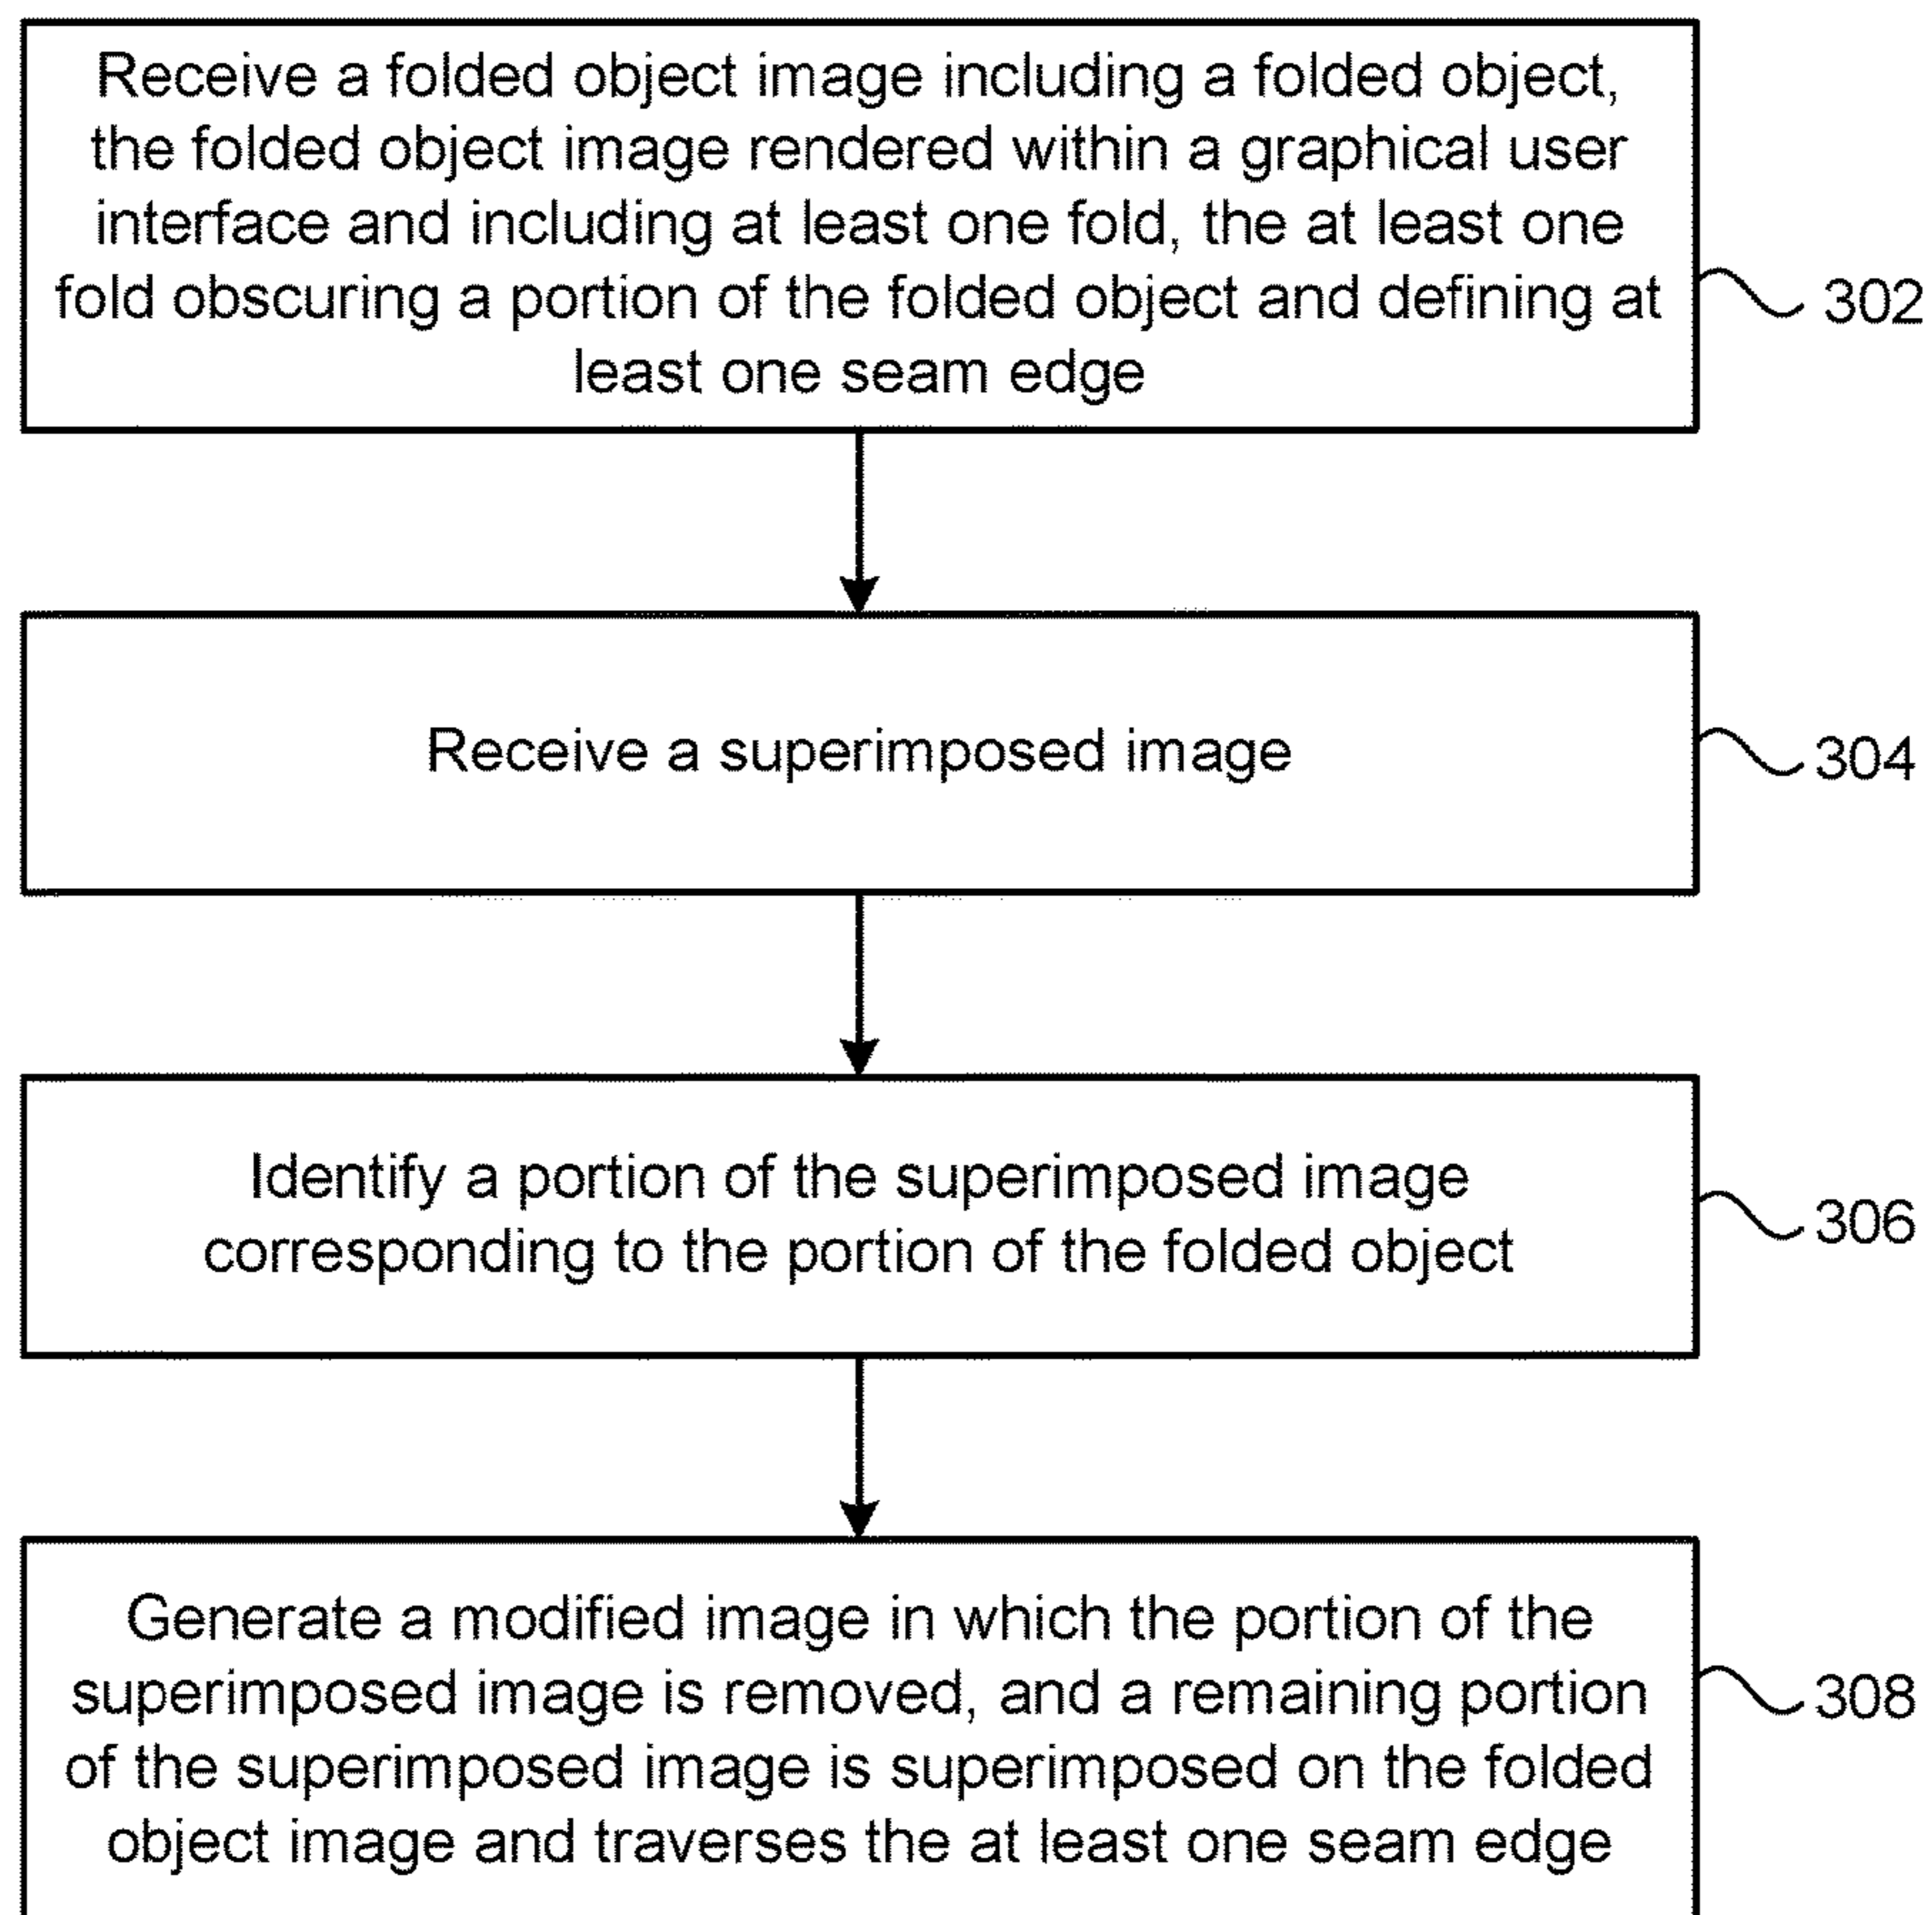 Receive a folded object image including a folded object,
the folded object image rendered within a graphical user
interface and including at least one fold, the at least one
fold obscuring a portion of the folded object and defining at
least one seam edge
302
Receive a superimposed image
304
Identify a portion of the superimposed image
corresponding to the portion of the folded object
306
Generate a modified image in which the portion of the
superimposed image is removed, and a remaining portion
of the superimposed image is superimposed on the folded
object image and traverses the at least one seam edge
308